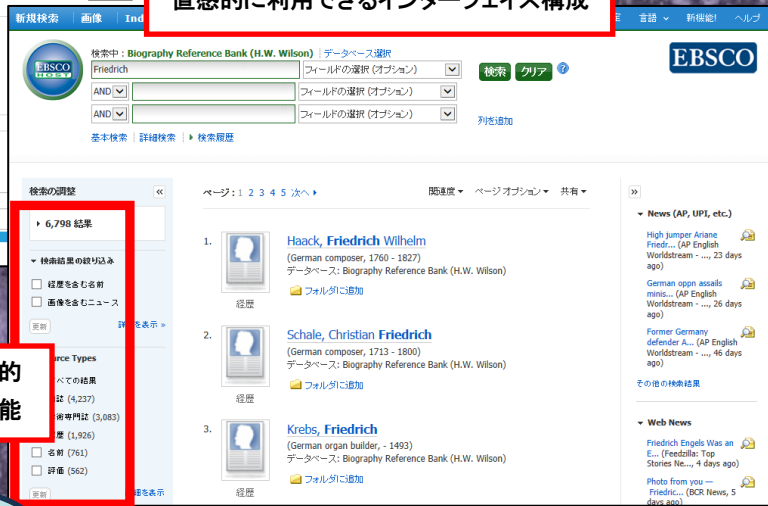 直感的に利用できるインターフェイス構成
新規検索 画像 Ind 定 言語 新機能! ヘルプ
検索中: Biography Reference Bank (H.W. Wilson) データベース選択
EBSCO HOST
Friedrich フィールドの選択 (オプション) 検索 クリア ?
EBSCO
AND フィールドの選択 (オプション)
AND フィールドの選択 (オプション) 列を追加
基本検索 詳細検索 検索履歴
検索の調整 «
6,798 結果
検索結果の絞り込み
経歴を含む名前
画像を含むニュース
更新 を表示 »
的
能
rce Types
べての結果
誌 (4,237)
術専門誌 (3,083)
歴 (1,926)
名前 (761)
評価 (562)
更新 を表示
ページ: 1 2 3 4 5 次へ 関連度 ページ オプション 共有
1. Haack, Friedrich Wilhelm
(German composer, 1760 - 1827)
データベース: Biography Reference Bank (H.W. Wilson)
フォルダに追加
経歴
2. Schale, Christian Friedrich
(German composer, 1713 - 1800)
データベース: Biography Reference Bank (H.W. Wilson)
フォルダに追加
経歴
3. Krebs, Friedrich
(German organ builder, - 1493)
データベース: Biography Reference Bank (H.W. Wilson)
フォルダに追加
経歴
»
News (AP, UPI, etc.)
High jumper Ariane
Friedr... (AP English
Worldstream - ..., 23 days
ago)
German oppn assails
minis... (AP English
Worldstream - ..., 26 days
ago)
Former Germany
defender A... (AP English
Worldstream - ..., 46 days
ago)
その他の検索結果
Web News
Friedrich Engels Was an
E... (Feedzilla: Top
Stories Ne..., 4 days ago)
Photo from you —
Friedric... (BCR News, 5
days ago)